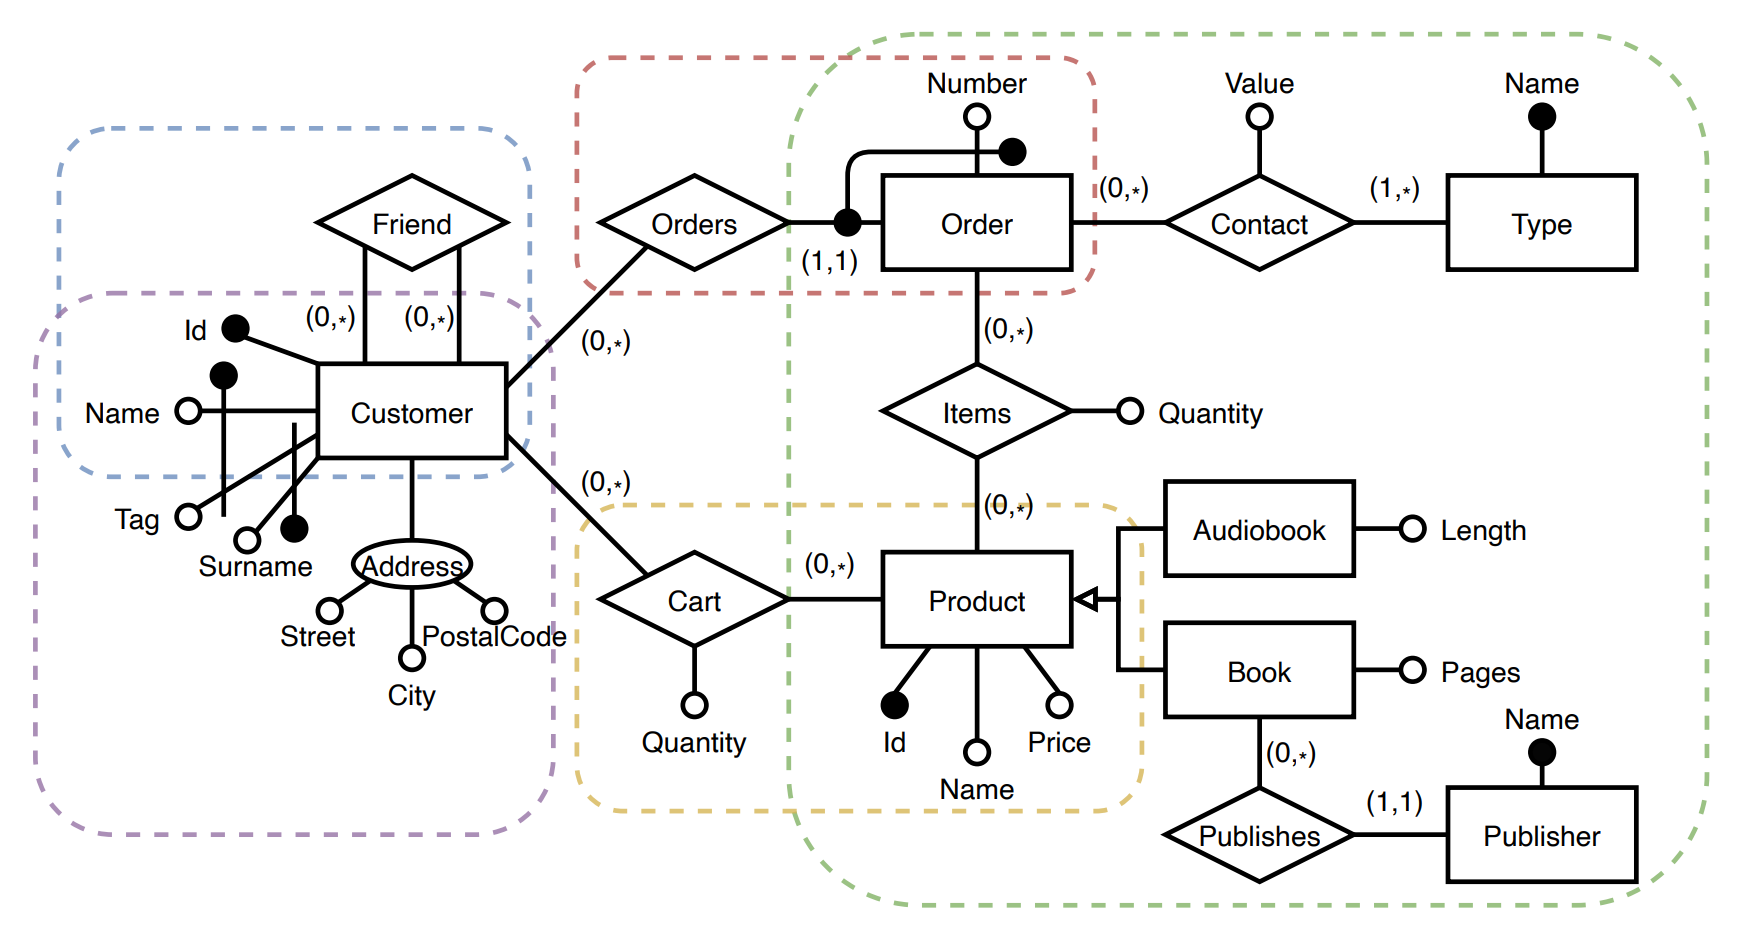 Number
Value
Name
Friend
Orders
Order
(0,*)
Contact
(1,*)
Type
(1,1)
Id
(0,*)
(0,*)
(0,*)
(0,*)
Name
Customer
Items
Quantity
(0,*)
(0,*)
Tag
Surname
Address
Street
PostalCode
City
Cart
(0,*)
Product
Audiobook
Length
Book
Pages
Quantity
Id
Name
Price
(0,*)
Name
Publishes
(1,1)
Publisher